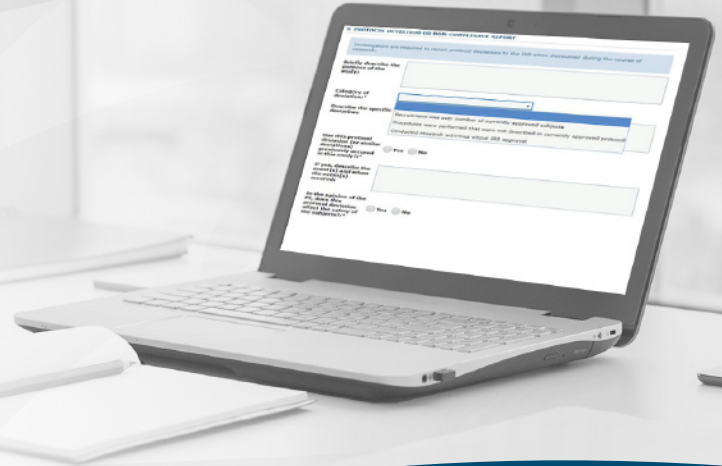 PROTOCOL DEVIATION OR NON-COMPLIANCE REPORT
Investigators are required to report protocol deviations to the IRB when discovered during the course of
research.
Briefly describe the
purpose of the
study:
Category of
deviation:*
Describe the specific
deviation:
Recruitment was over number of currently approved subjects
Procedures were performed that were not described in currently approved protocol
Conducted research activities without IRB approval
Has this protocol
deviation (or similar
deviations)
previously occurred
in this study?:*
Yes No
If yes, describe the
event(s) and when
the event(s)
occurred:
In the opinion of the
PI, does this
protocol deviation
affect the safety of
the subjects?:*
Yes No